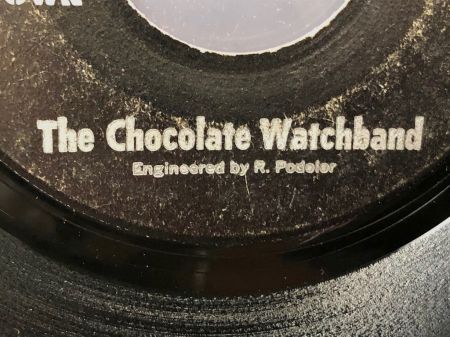 The Chocolate Watchband
Engineered by R. Podolor